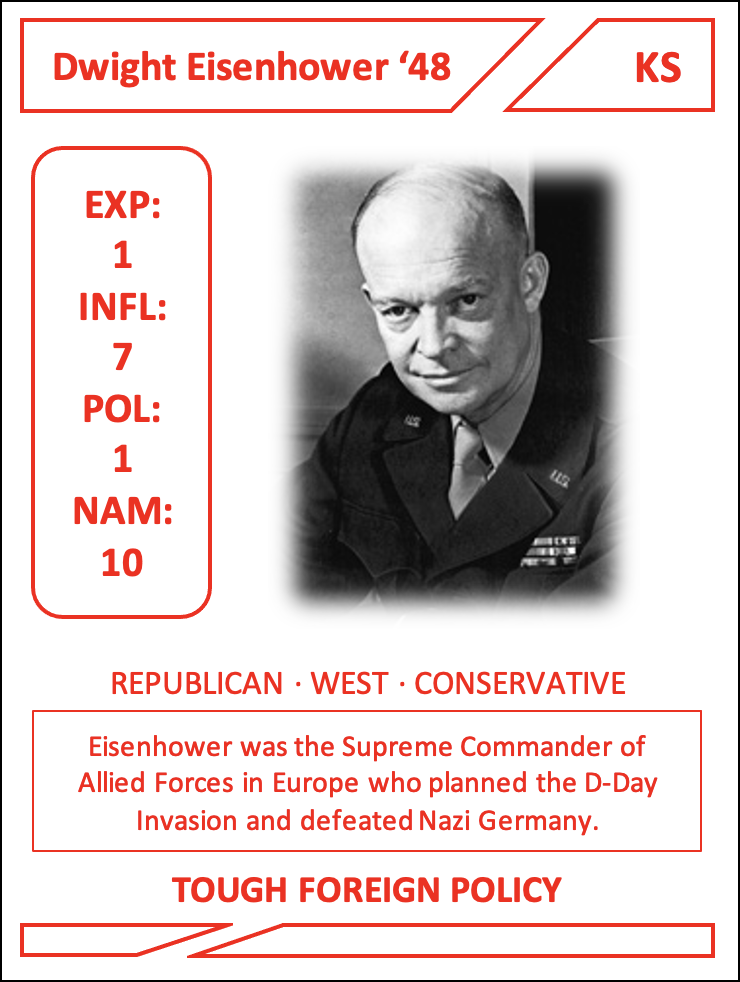 Dwight Eisenhower ‘48
KS
EXP:
1
INFL:
7
POL:
1
NAM:
10
REPUBLICAN · WEST · CONSERVATIVE
Eisenhower was the Supreme Commander of
Allied Forces in Europe who planned the D-Day
Invasion and defeated Nazi Germany.
TOUGH FOREIGN POLICY